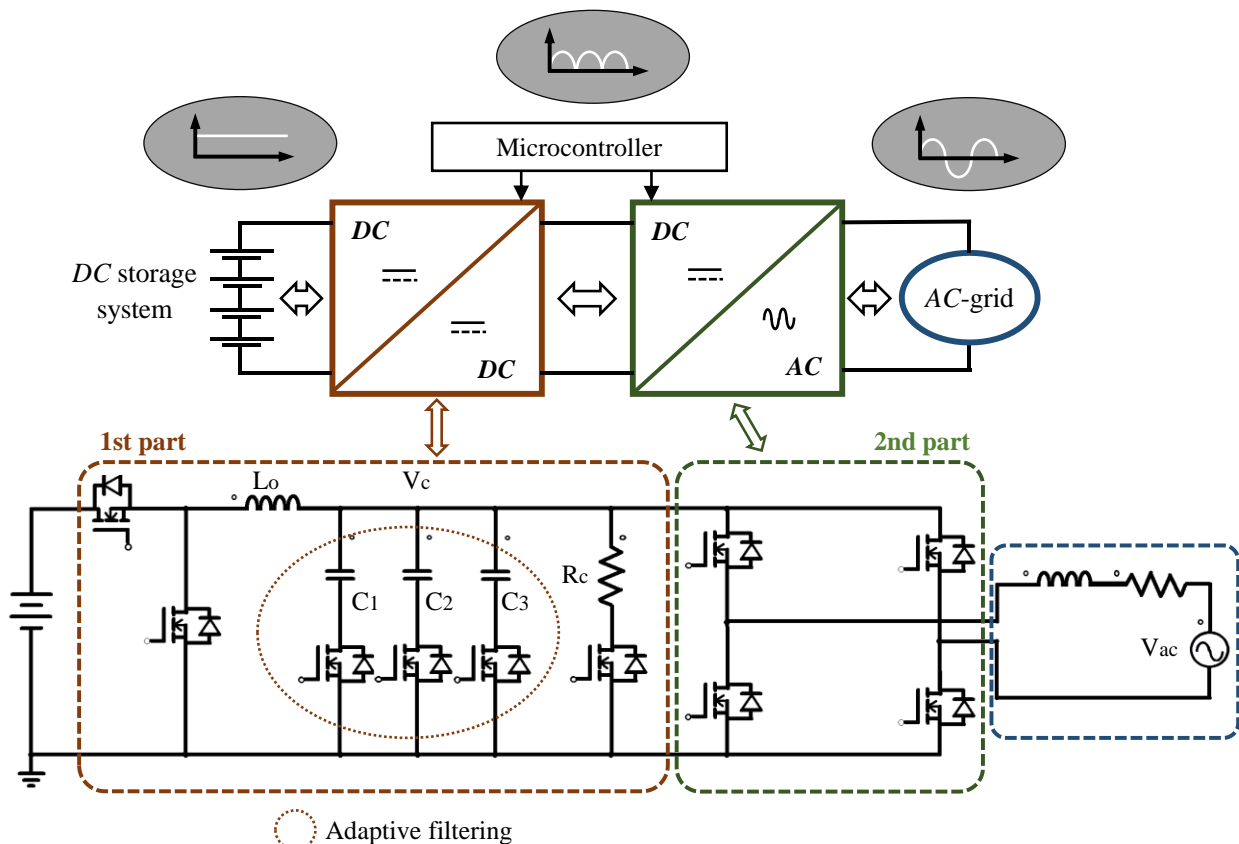 Microcontroller
DC
DC
DC
AC
DC storage
system
AC-grid
1st part
2nd part
Lo
Vc
C1
C2
C3
Rc
Vac
Adaptive filtering